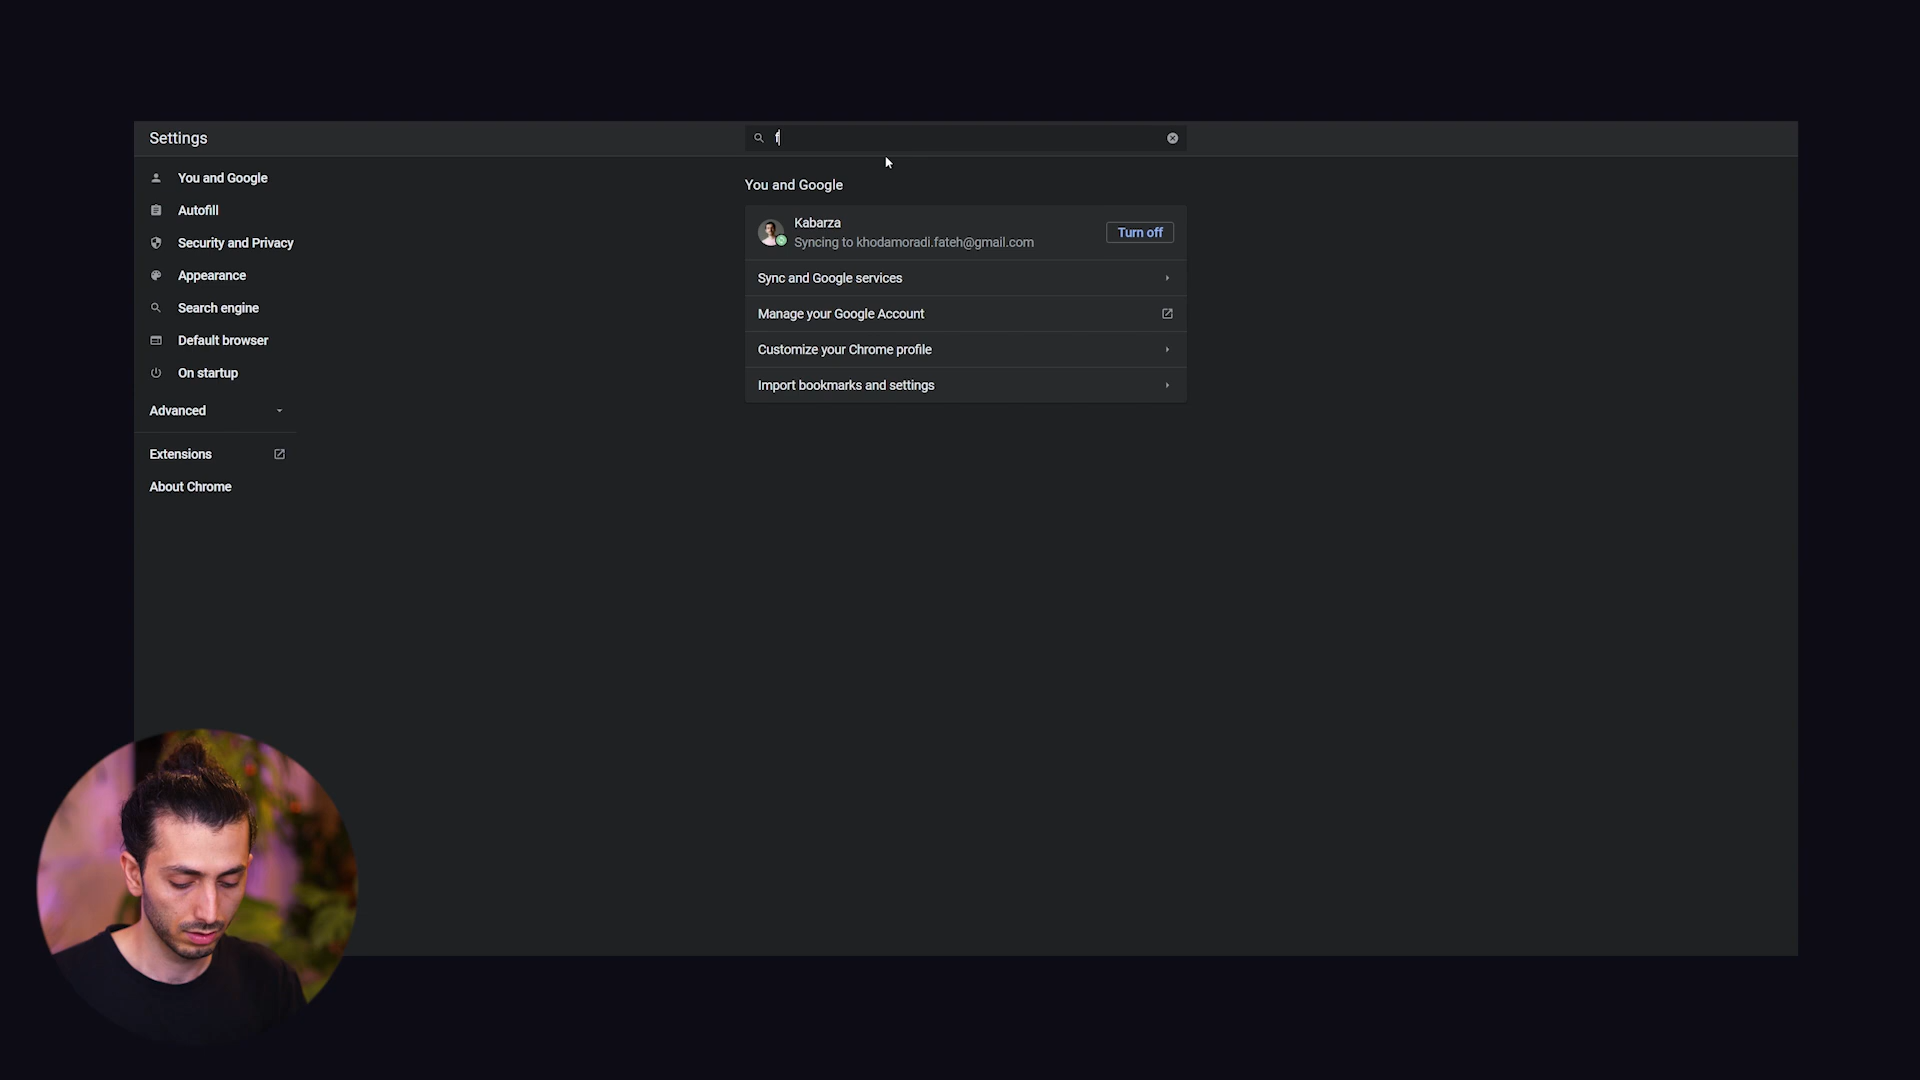 Settings
f
You and Google
Autofill
Security and Privacy
Appearance
Search engine
Default browser
On startup
Advanced
Extensions
About Chrome
You and Google
Kabarza
Syncing to khodamoradi.fateh@gmail.com
Turn off
Sync and Google services
Manage your Google Account
Customize your Chrome profile
Import bookmarks and settings